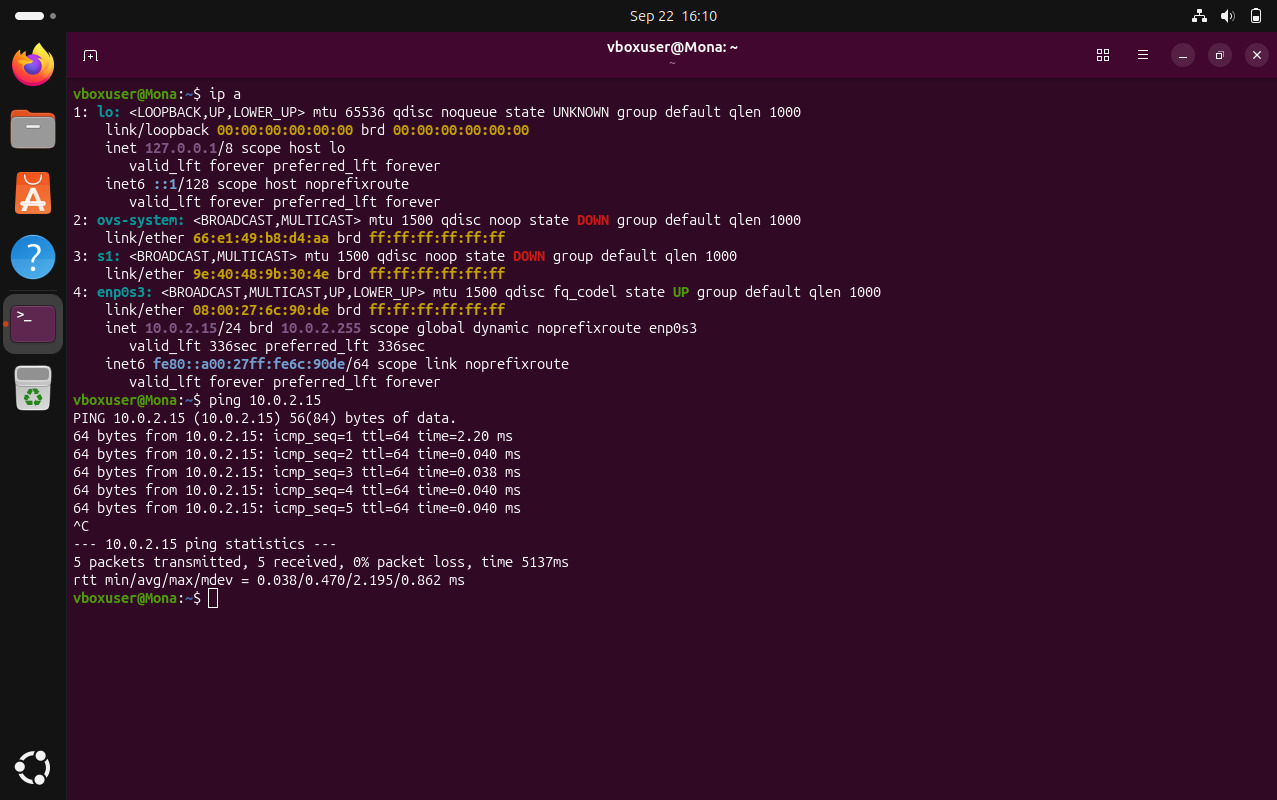 Sep 22 16:10
vboxuser@Mona: ~
~
vboxuser@Mona:~$ ip a
1: lo: <LOOPBACK,UP,LOWER_UP> mtu 65536 qdisc noqueue state UNKNOWN group default qlen 1000
    link/loopback 00:00:00:00:00:00 brd 00:00:00:00:00:00
    inet 127.0.0.1/8 scope host lo
       valid_lft forever preferred_lft forever
    inet6 ::1/128 scope host noprefixroute
       valid_lft forever preferred_lft forever
2: ovs-system: <BROADCAST,MULTICAST> mtu 1500 qdisc noop state DOWN group default qlen 1000
    link/ether 66:e1:49:b8:d4:aa brd ff:ff:ff:ff:ff:ff
3: s1: <BROADCAST,MULTICAST> mtu 1500 qdisc noop state DOWN group default qlen 1000
    link/ether 9e:40:48:9b:30:4e brd ff:ff:ff:ff:ff:ff
4: enp0s3: <BROADCAST,MULTICAST,UP,LOWER_UP> mtu 1500 qdisc fq_codel state UP group default qlen 1000
    link/ether 08:00:27:6c:90:de brd ff:ff:ff:ff:ff:ff
    inet 10.0.2.15/24 brd 10.0.2.255 scope global dynamic noprefixroute enp0s3
       valid_lft 336sec preferred_lft 336sec
    inet6 fe80::a00:27ff:fe6c:90de/64 scope link noprefixroute
       valid_lft forever preferred_lft forever
vboxuser@Mona:~$ ping 10.0.2.15
PING 10.0.2.15 (10.0.2.15) 56(84) bytes of data.
64 bytes from 10.0.2.15: icmp_seq=1 ttl=64 time=2.20 ms
64 bytes from 10.0.2.15: icmp_seq=2 ttl=64 time=0.040 ms
64 bytes from 10.0.2.15: icmp_seq=3 ttl=64 time=0.038 ms
64 bytes from 10.0.2.15: icmp_seq=4 ttl=64 time=0.040 ms
64 bytes from 10.0.2.15: icmp_seq=5 ttl=64 time=0.040 ms
^C
--- 10.0.2.15 ping statistics ---
5 packets transmitted, 5 received, 0% packet loss, time 5137ms
rtt min/avg/max/mdev = 0.038/0.470/2.195/0.862 ms
vboxuser@Mona:~$